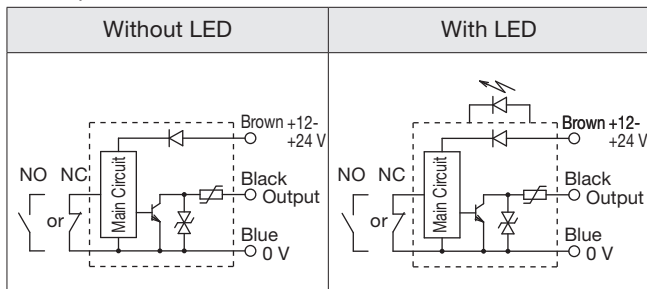 Without LED
With LED
Brown +12-
+24 V
NO NC
or
Main Circuit
Black
Output
Blue
0 V
Brown +12-
+24 V
NO NC
or
Main Circuit
Black
Output
Blue
0 V